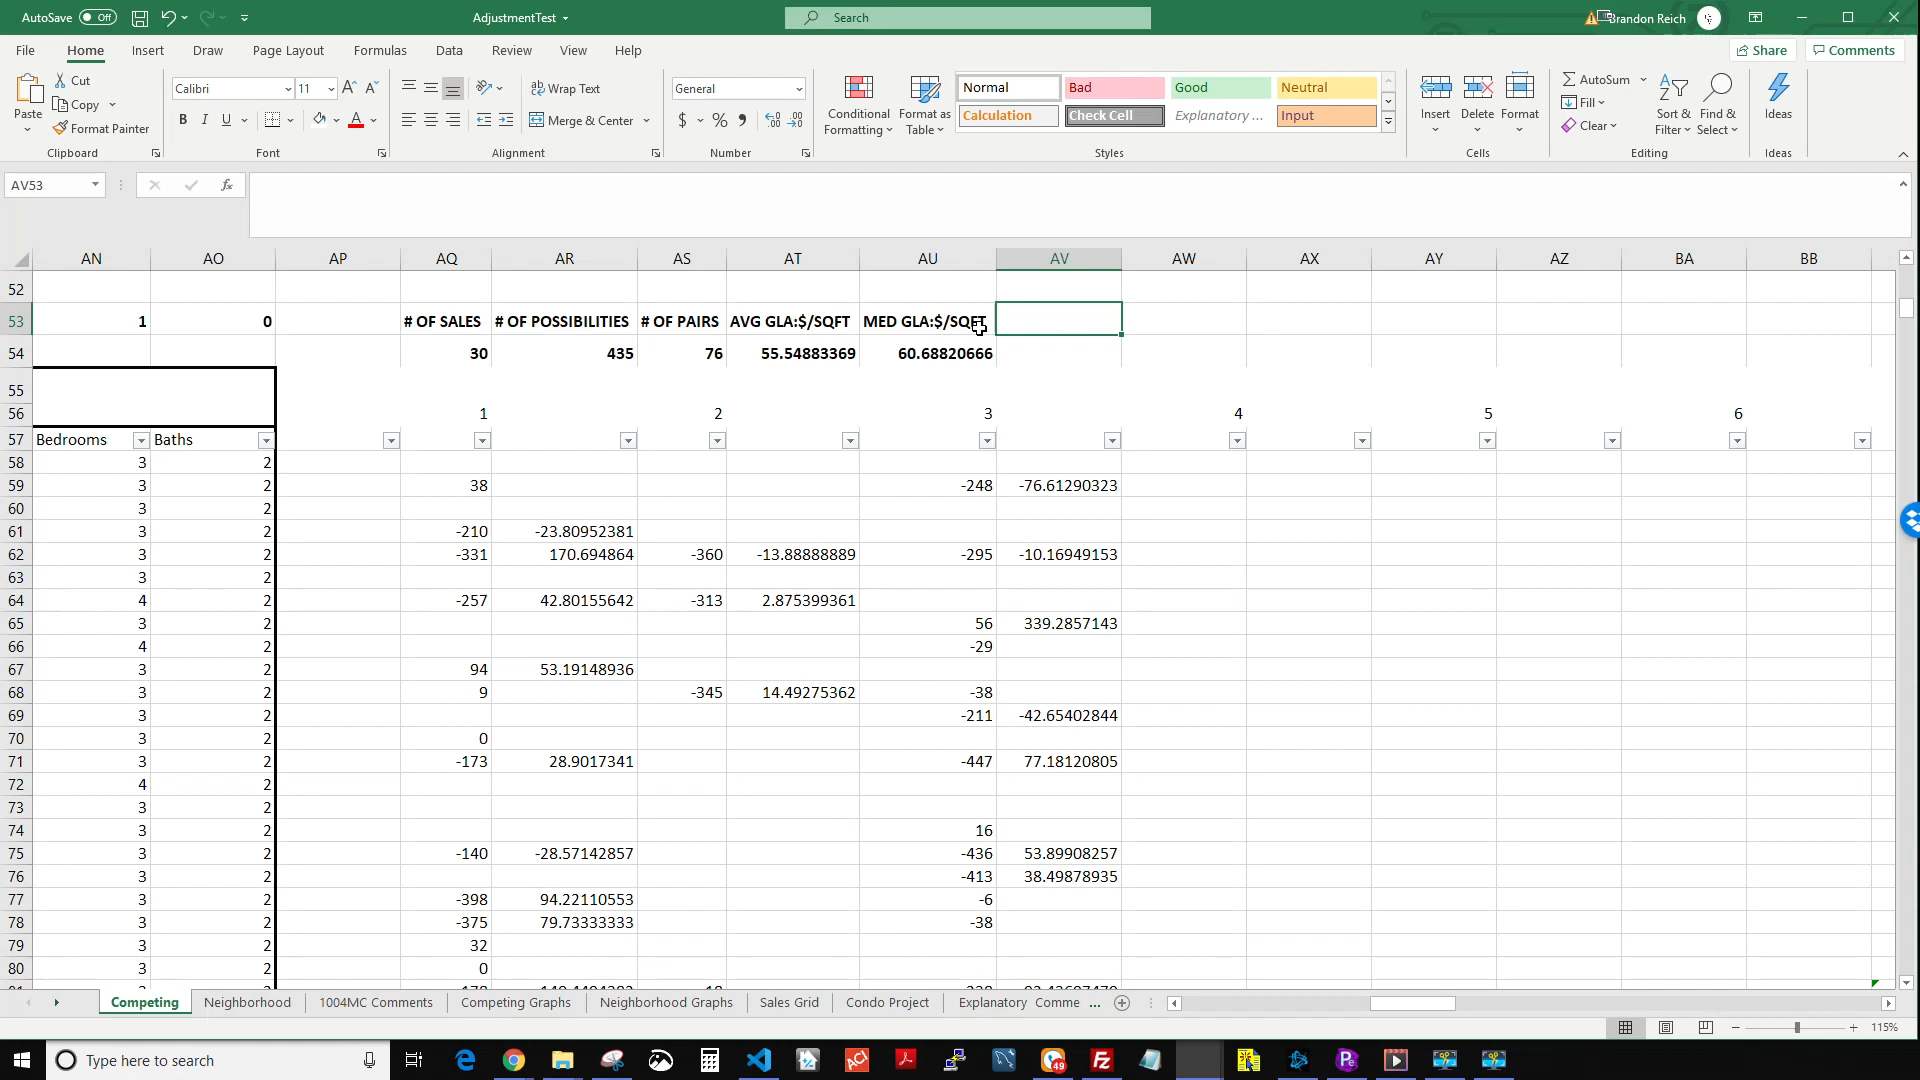 AutoSave Off AdjustmentTest Search Brandon Reich
File Home Insert Draw Page Layout Formulas Data Review View Help Share Comments
Paste Cut Copy Format Painter Clipboard
Calibri 11 B I U A Font
Wrap Text Merge & Center Alignment
General $ % Number
Conditional Formatting Format as Table
Normal Bad Good Neutral
Calculation Check Cell Explanatory ... Input
Styles
Insert Delete Format Cells
AutoSum Fill Clear Sort & Filter Find & Select Editing
Ideas Ideas
AV53 fx
AN AO AP AQ AR AS AT AU AV AW AX AY AZ BA BB
52
53 1 0 # OF SALES # OF POSSIBILITIES # OF PAIRS AVG GLA:$/SQFT MED GLA:$/SQFT
54 30 435 76 55.54883369 60.68820666
55
56 1 2 3 4 5 6
57 Bedrooms Baths
58 3 2
59 3 2 38 -248 -76.61290323
60 3 2
61 3 2 -210 -23.80952381
62 3 2 -331 170.694864 -360 -13.88888889 -295 -10.16949153
63 3 2
64 4 2 -257 42.80155642 -313 2.875399361
65 3 2 56 339.2857143
66 4 2 -29
67 3 2 94 53.19148936
68 3 2 9 -345 14.49275362 -38
69 3 2 -211 -42.65402844
70 3 2 0
71 3 2 -173 28.9017341 -447 77.18120805
72 4 2
73 3 2
74 3 2 16
75 3 2 -140 -28.57142857 -436 53.89908257
76 3 2 -413 38.49878935
77 3 2 -398 94.22110553 -6
78 3 2 -375 79.73333333 -38
79 3 2 32
80 3 2 0
Competing Neighborhood 1004MC Comments Competing Graphs Neighborhood Graphs Sales Grid Condo Project Explanatory Comme ...
115%
Type here to search ACI 49 Fz Pe